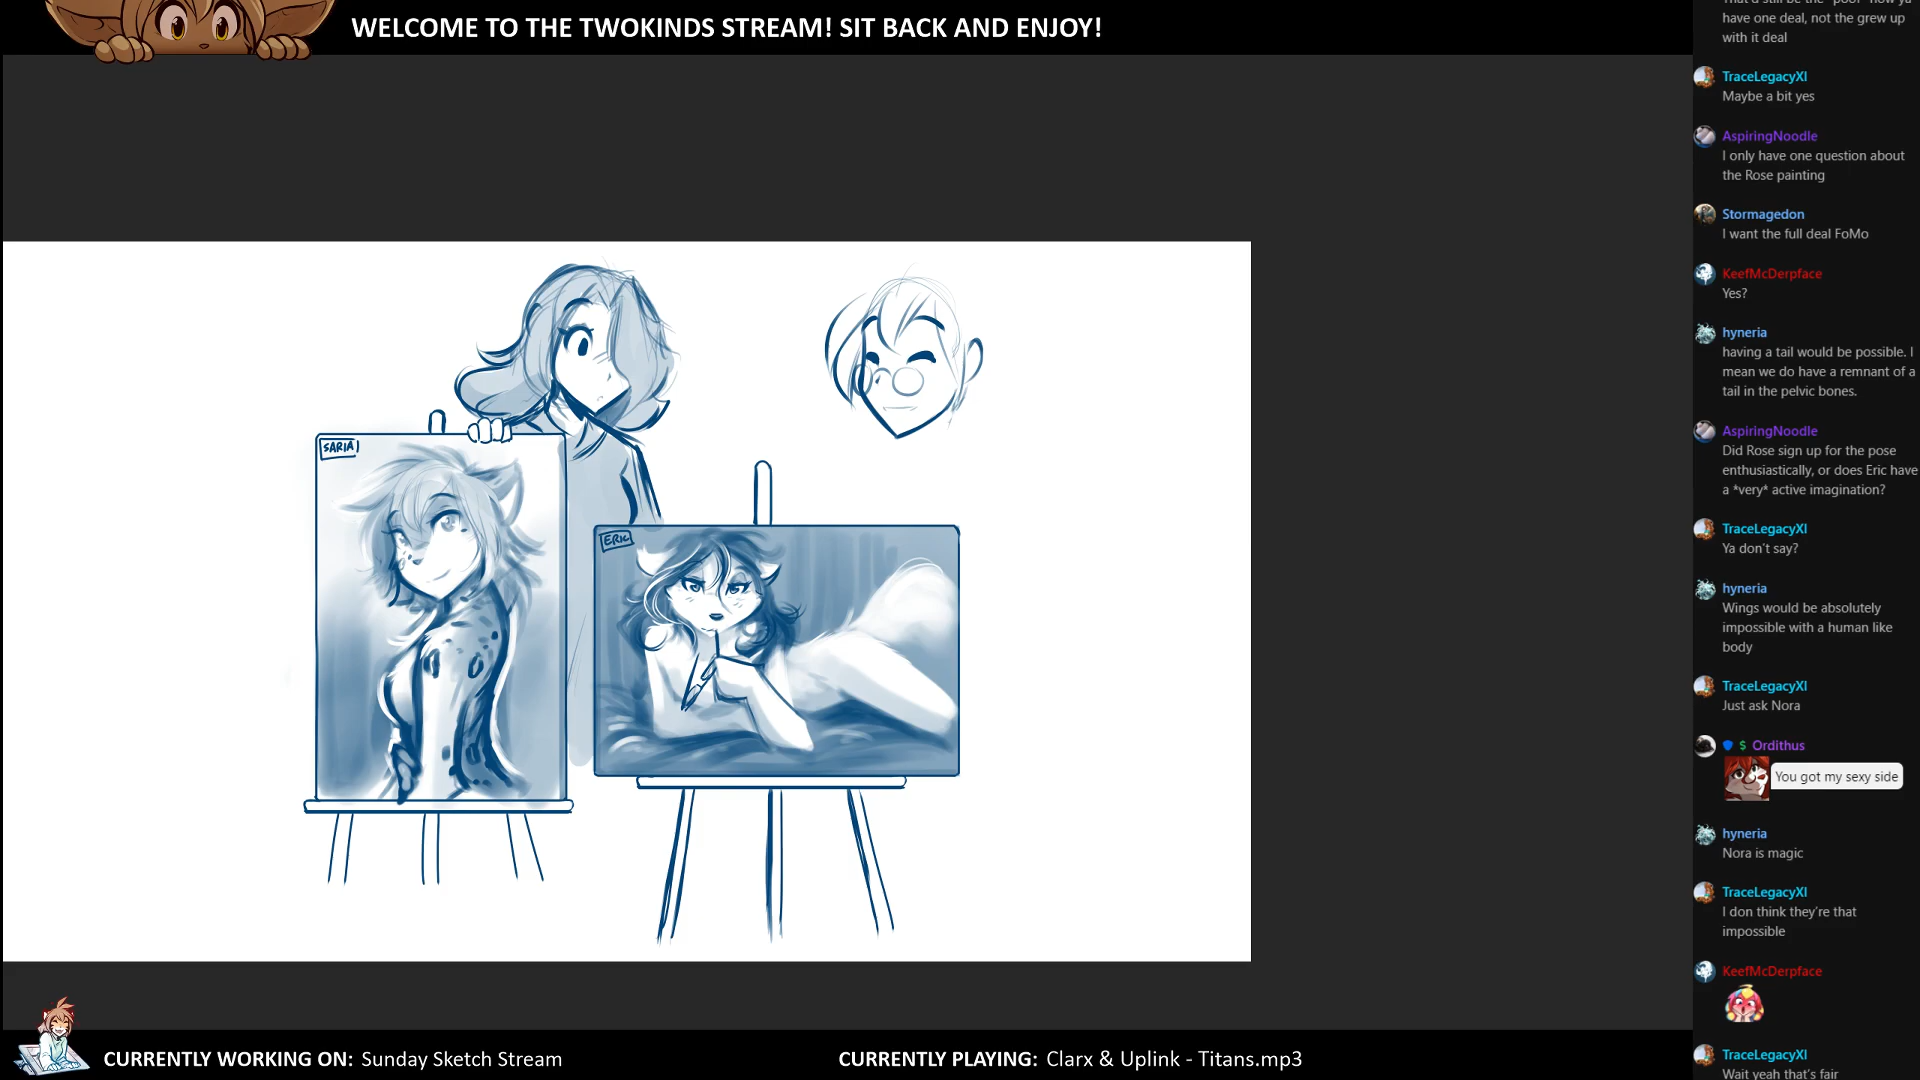 WELCOME TO THE TWOKINDS STREAM! SIT BACK AND ENJOY!
have one deal, not the grew up
with it deal
TraceLegacyXI
Maybe a bit yes
AspiringNoodle
I only have one question about
the Rose painting
Stormagedon
I want the full deal FoMo
KeefMcDerpface
Yes?
hyneria
having a tail would be possible. I
mean we do have a remnant of a
tail in the pelvic bones.
AspiringNoodle
Did Rose sign up for the pose
enthusiastically, or does Eric have
a *very* active imagination?
TraceLegacyXI
Ya don't say?
hyneria
Wings would be absolutely
impossible with a human like
body
TraceLegacyXI
Just ask Nora
$ Ordithus
You got my sexy side
hyneria
Nora is magic
TraceLegacyXI
I don think they're that
impossible
KeefMcDerpface
TraceLegacyXI
Wait yeah that's fair
SARIA
ERIC
CURRENTLY WORKING ON: Sunday Sketch Stream
CURRENTLY PLAYING: Clarx & Uplink - Titans.mp3